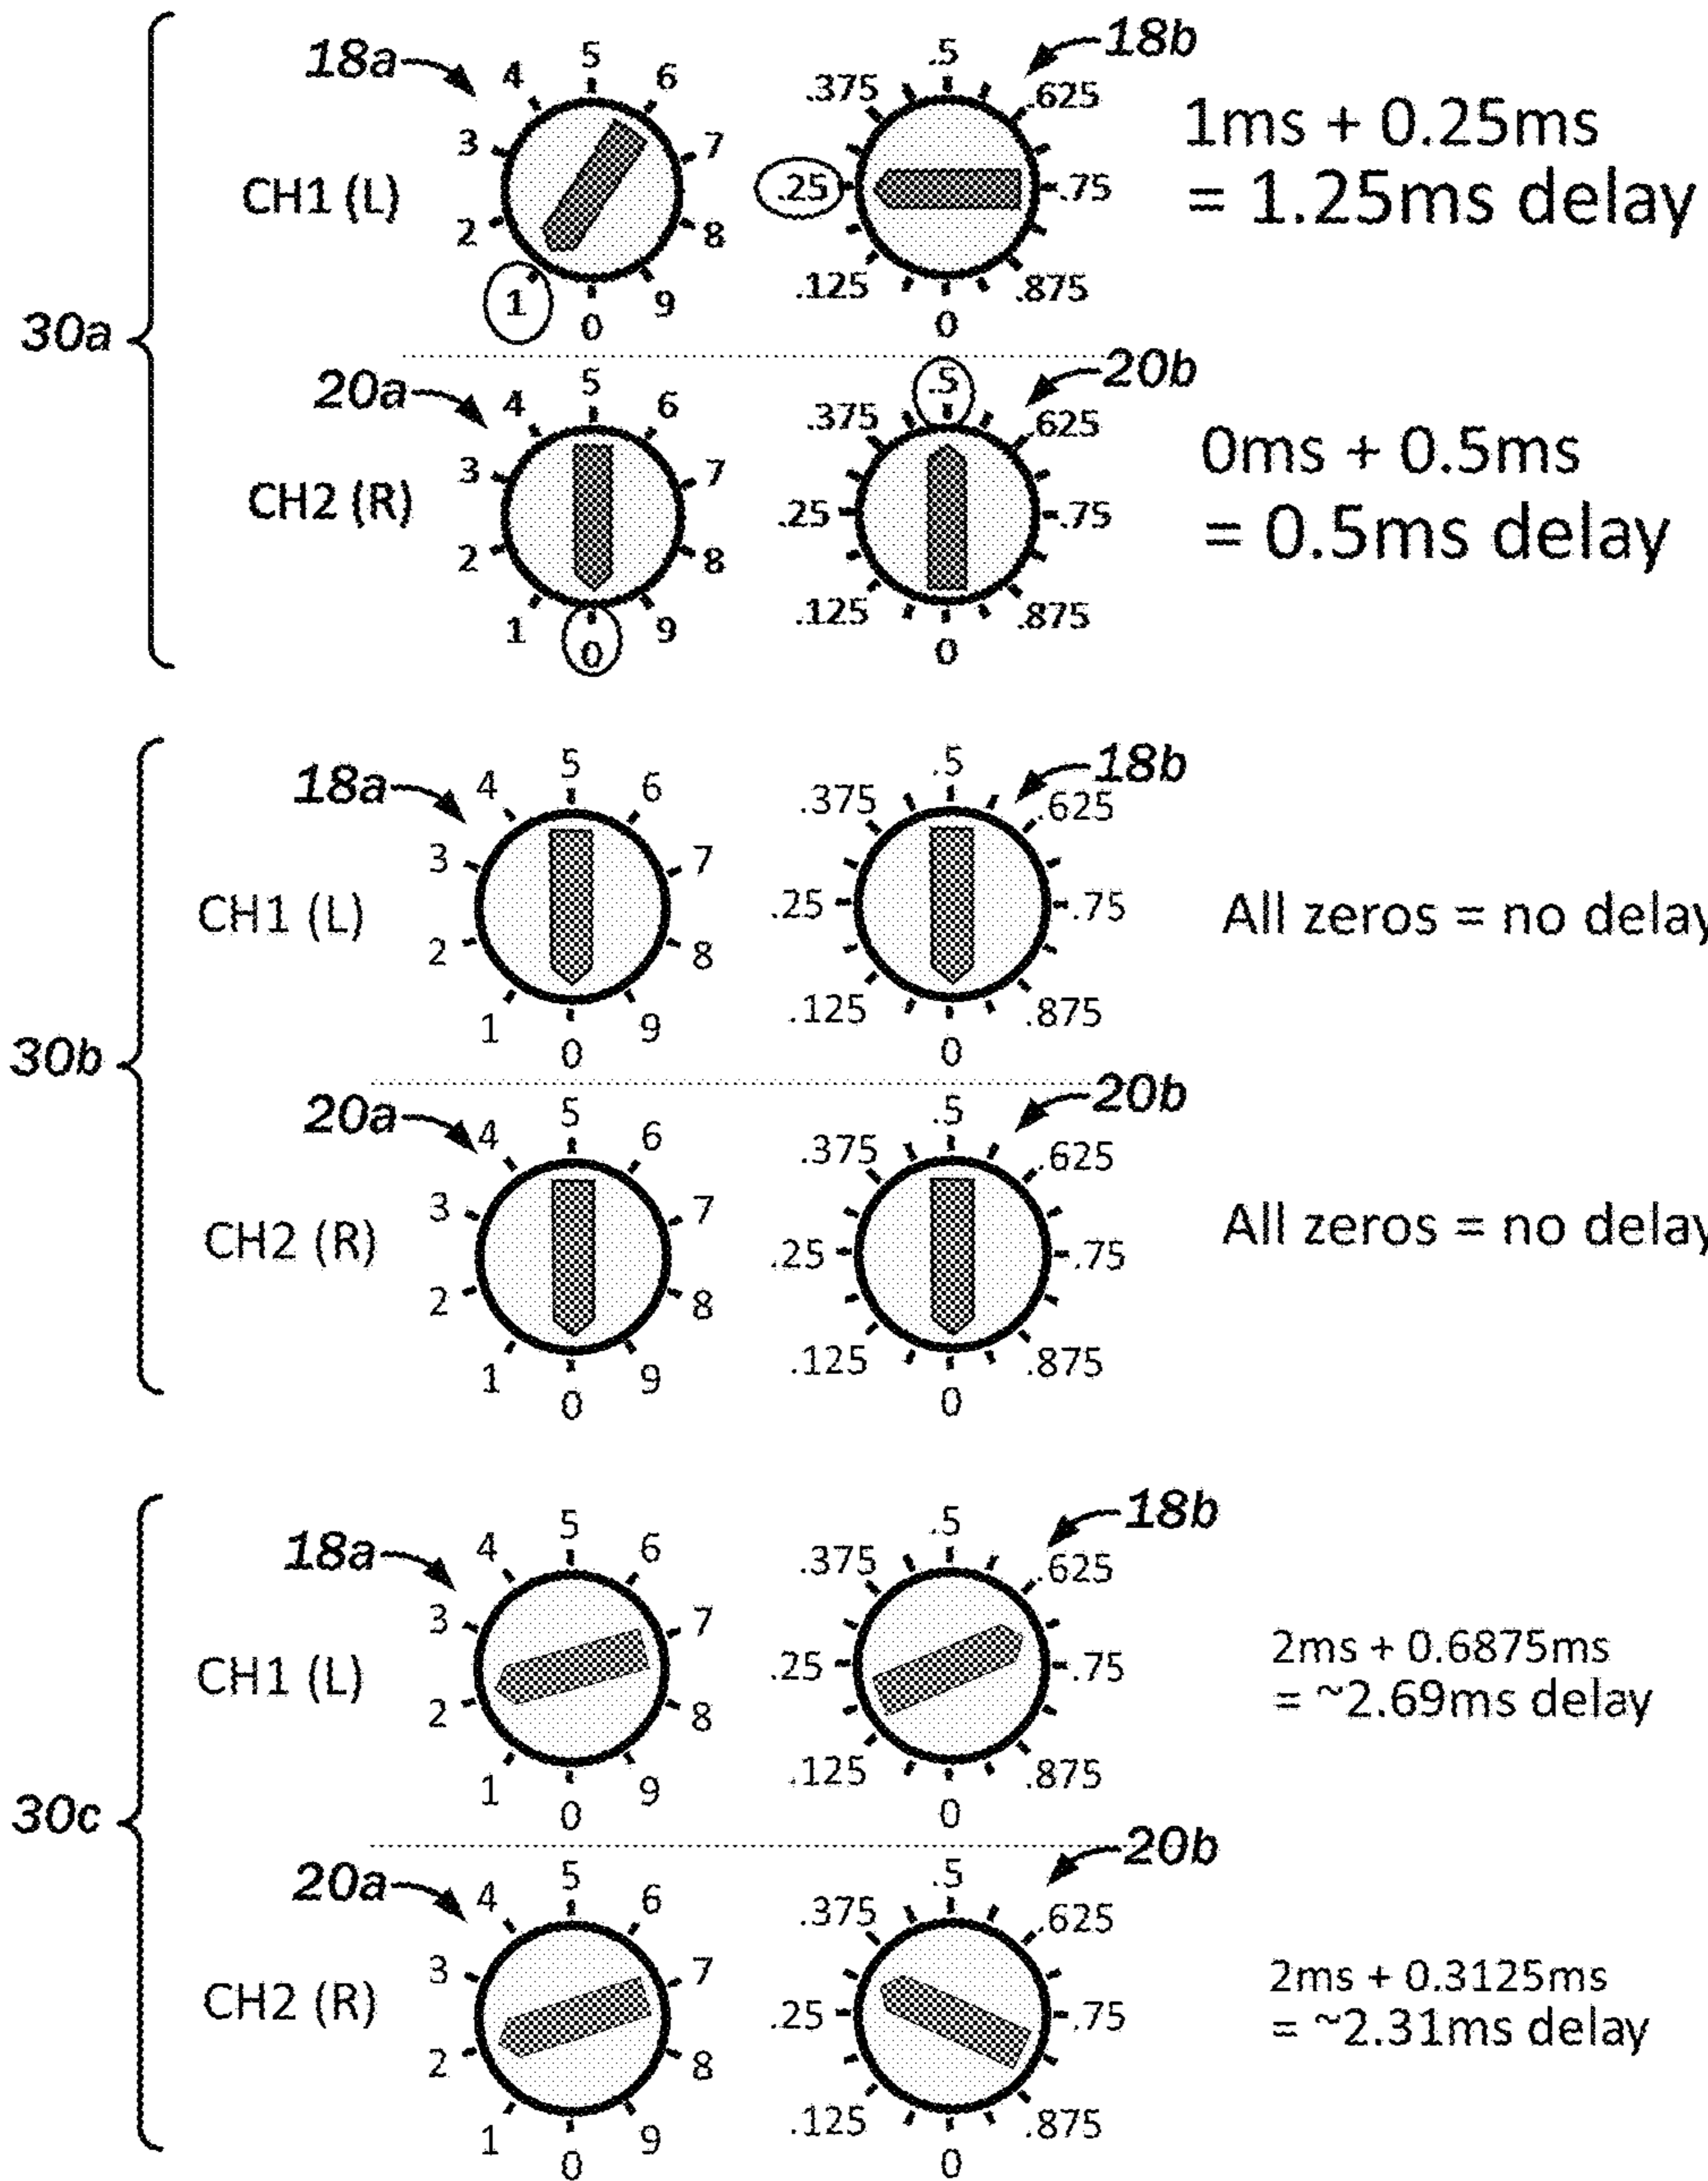 30a
18a
4 5 6
3 7
CH1 (L)
2 8
1 0 9
18b
.375 .5 .625
.25 .75
.125 0 .875
1ms + 0.25ms
= 1.25ms delay
20a
4 5 6
3 7
CH2 (R)
2 8
1 0 9
20b
.375 .5 .625
.25 .75
.125 0 .875
0ms + 0.5ms
= 0.5ms delay
30b
18a
4 5 6
3 7
CH1 (L)
2 8
1 0 9
18b
.375 .5 .625
.25 .75
.125 0 .875
All zeros = no delay
20a
4 5 6
3 7
CH2 (R)
2 8
1 0 9
20b
.375 .5 .625
.25 .75
.125 0 .875
All zeros = no delay
30c
18a
4 5 6
3 7
CH1 (L)
2 8
1 0 9
18b
.375 .5 .625
.25 .75
.125 0 .875
2ms + 0.6875ms
= ~2.69ms delay
20a
4 5 6
3 7
CH2 (R)
2 8
1 0 9
20b
.375 .5 .625
.25 .75
.125 0 .875
2ms + 0.3125ms
= ~2.31ms delay